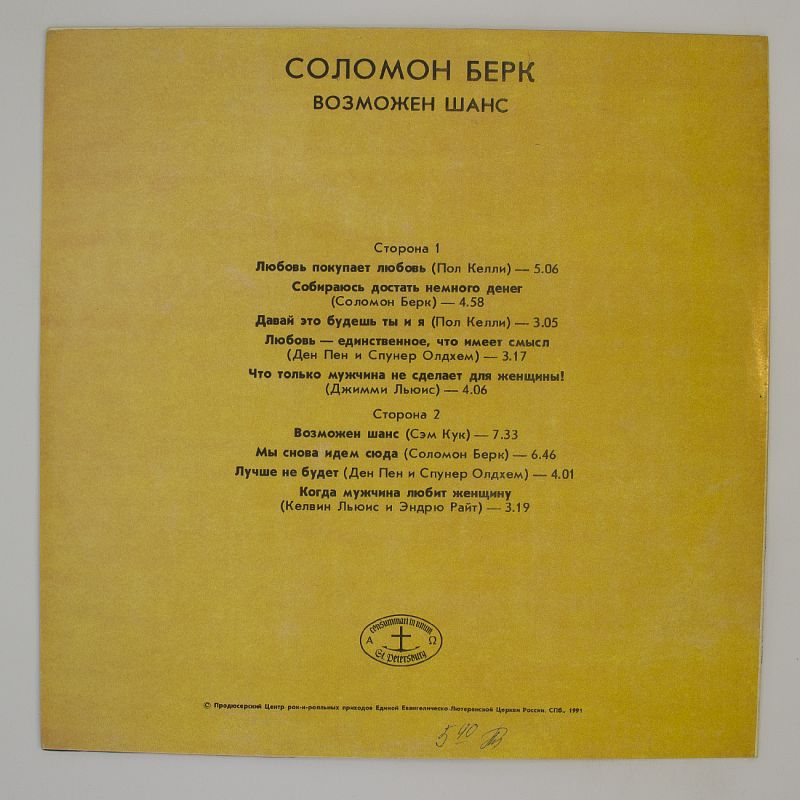 СОЛОМОН БЕРК
ВОЗМОЖЕН ШАНС
Сторона 1
Любовь покупает любовь (Пол Келли) — 5.06
Собираюсь достать немного денег
(Соломон Берк) — 4.58
Давай это будешь ты и я (Пол Келли) — 3.05
Любовь — единственное, что имеет смысл
(Ден Пен и Спунер Олдхем) — 3.17
Что только мужчина не сделает для женщины!
(Джимми Льюис) — 4.06
Сторона 2
Возможен шанс (Сэм Кук) — 7.33
Мы снова идем сюда (Соломон Берк) — 6.46
Лучше не будет (Ден Пен и Спунер Олдхем) — 4.01
Когда мужчина любит женщину
(Келвин Льюис и Эндрю Райт) — 3.19
consummari in unum
Α Ω
St Petersburg
© Продюсерский Центр рок-н-ролльных приходов Единой Евангелическо-Лютеранской Церкви России. СПб., 1991
5 40